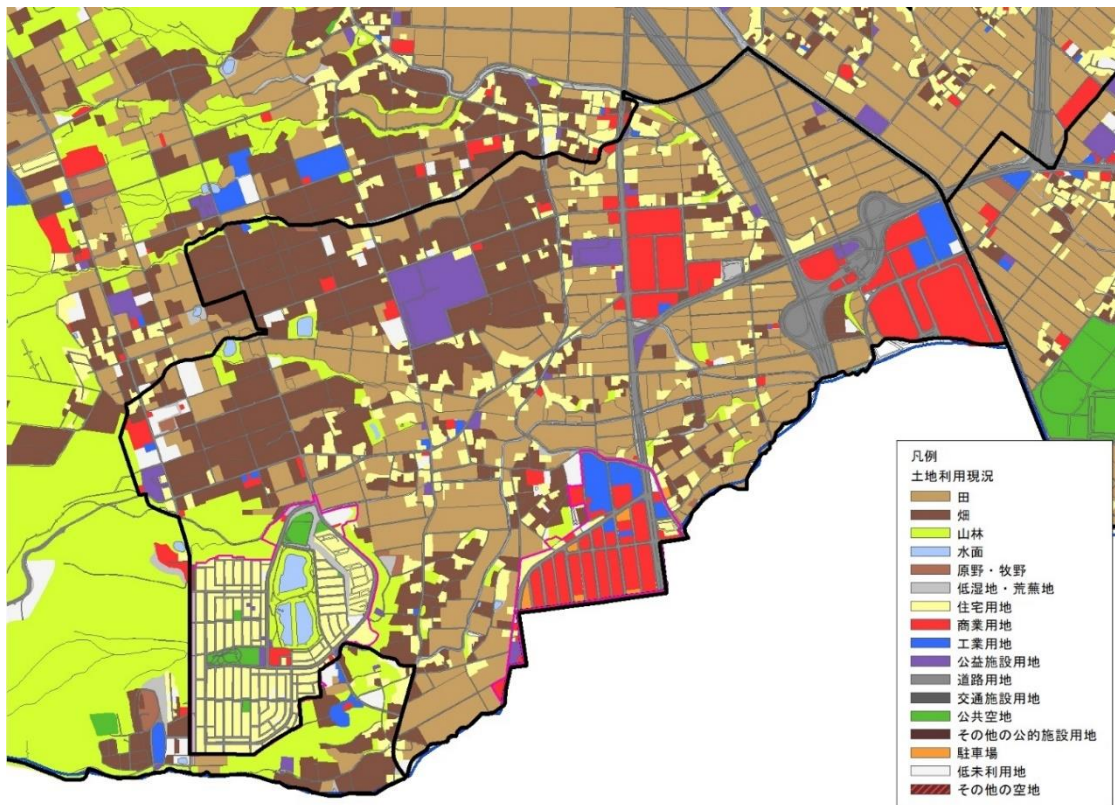 凡例
土地利用現況
田
畑
山林
水面
原野・牧野
低湿地・荒蕪地
住宅用地
商業用地
工業用地
公益施設用地
道路用地
交通施設用地
公共空地
その他の公的施設用地
駐車場
低未利用地
その他の空地